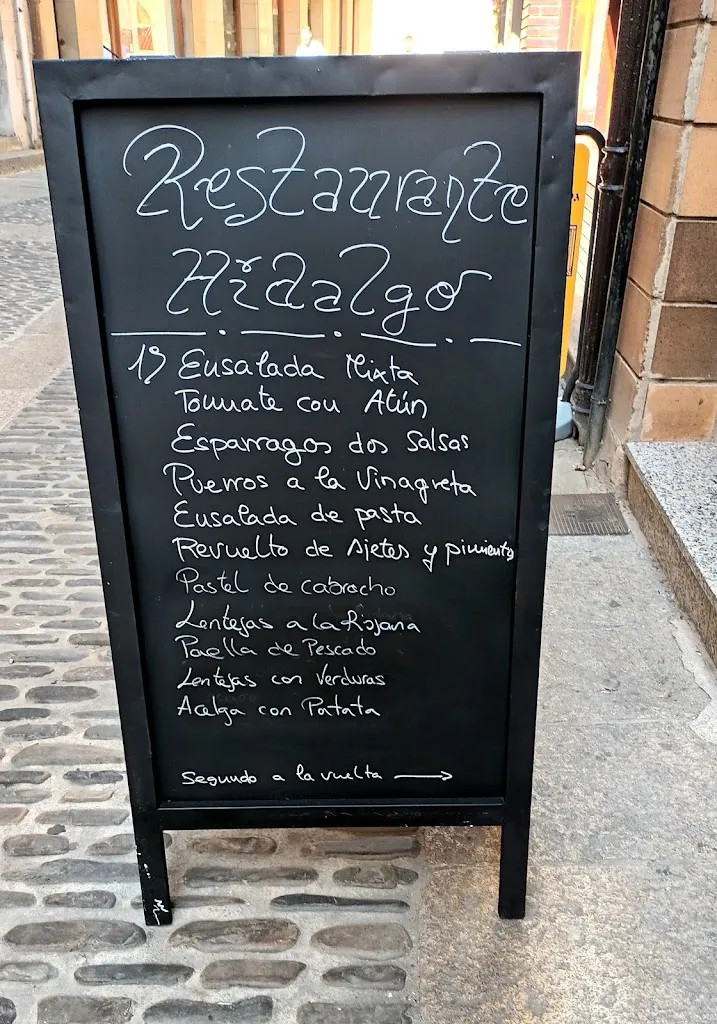 Restaurante
Hidalgo
1º Ensalada Mixta
Tomate con Atún
Esparragos dos salsas
Puerros a la Vinagreta
Ensalada de pasta
Revuelto de Ajetes y pimiento
Pastel de cabracho
Lentejas a la Riojana
Paella de Pescado
Lentejas con Verduras
Acelga con Patata
Segundo a la vuelta →